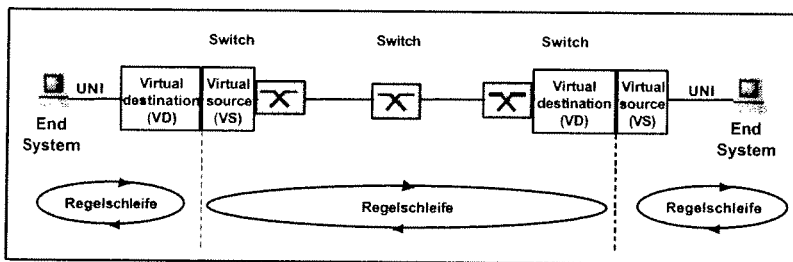 Switch
Switch
Switch
UNI
Virtual
destination
(VD)
Virtual
source
(VS)
Virtual
destination
(VD)
Virtual
source
(VS)
UNI
End
System
End
System
Regelschleife
Regelschleife
Regelschleife